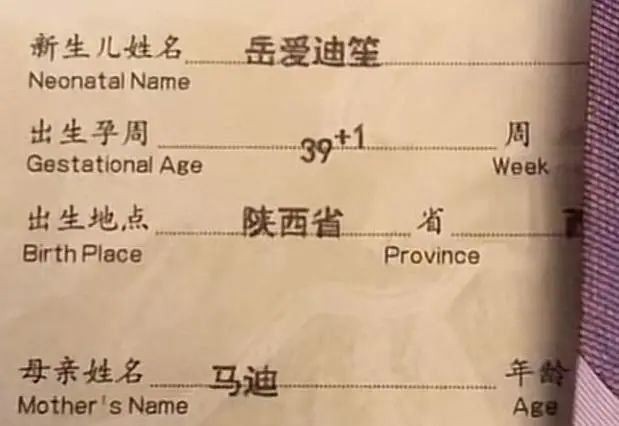 新生儿姓名 岳爱迪笙
Neonatal Name
出生孕周 39+1 周
Gestational Age Week
出生地点 陕西省 省
Birth Place Province
母亲姓名 马迪 年龄
Mother's Name Age